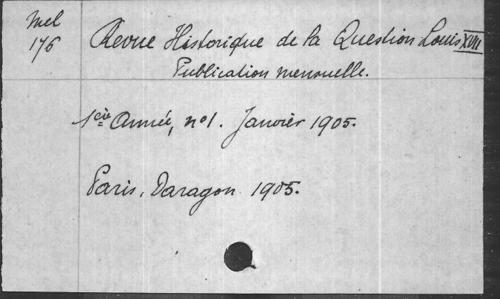 Mel
176
Revue Historique de la Question Louis XVII
Publication mensuelle.
1ère Année, n°1. Janvier 1905.
Paris, Daragon 1905.